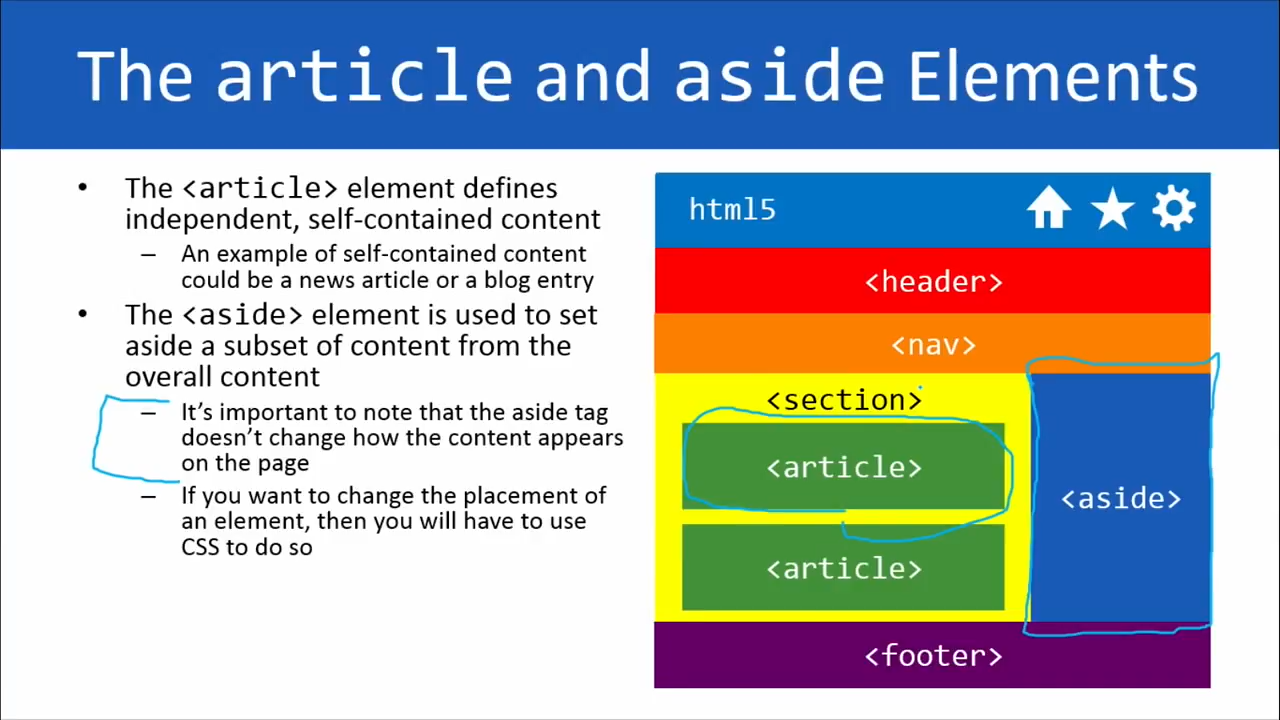 The article and aside Elements
• The <article> element defines
independent, self-contained content
– An example of self-contained content
could be a news article or a blog entry
• The <aside> element is used to set
aside a subset of content from the
overall content
– It’s important to note that the aside tag
doesn’t change how the content appears
on the page
– If you want to change the placement of
an element, then you will have to use
CSS to do so
html5
<header>
<nav>
<section>
<article>
<article>
<aside>
<footer>